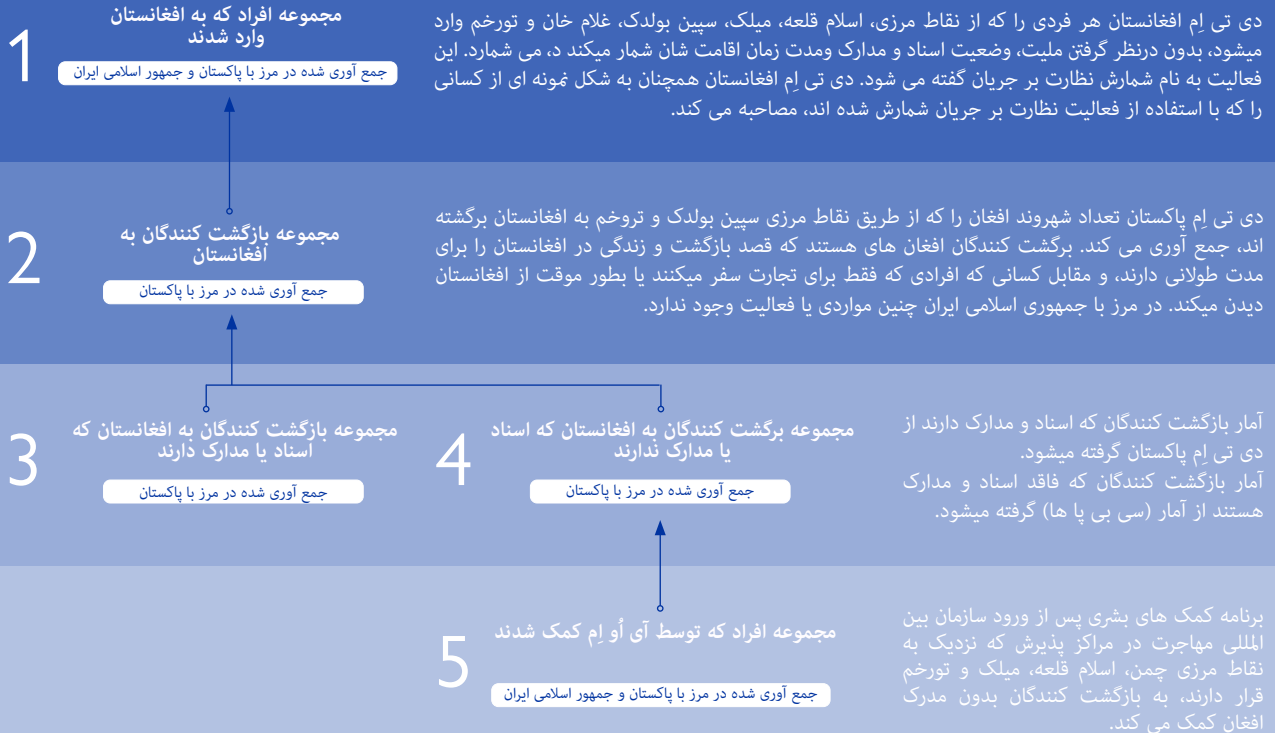 1
مجموعه افراد که به افغانستان
وارد شدند
جمع آوری شده در مرز با پاکستان و جمهور اسلامی ایران
دی تی اِم افغانستان هر فردی را که از نقاط مرزی، اسلام قلعه، میلک، سپین بولدک، غلام خان و تورخم وارد
میشود، بدون درنظر گرفتن ملیت، وضعیت اسناد و مدارک ومدت زمان اقامت شان شمار میکند د، می شمارد. این
فعالیت به نام شمارش نظارت بر جریان گفته می شود. دی تی اِم افغانستان همچنان به شکل نمونه ای از کسانی
را که با استفاده از فعالیت نظارت بر جریان شمارش شده اند، مصاحبه می کند.
2
مجموعه بازگشت کنندگان به
افغانستان
جمع آوری شده در مرز با پاکستان
دی تی اِم پاکستان تعداد شهروند افغان را که از طریق نقاط مرزی سپین بولدک و تروخم به افغانستان برگشته
اند، جمع آوری می کند. برگشت کنندگان افغان های هستند که قصد بازگشت و زندگی در افغانستان را برای
مدت طولانی دارند، و مقابل کسانی که افرادی که فقط برای تجارت سفر میکنند یا بطور موقت از افغانستان
دیدن میکند. در مرز با جمهوری اسلامی ایران چنین مواردی یا فعالیت وجود ندارد.
3
مجموعه بازگشت کنندگان به افغانستان که
اسناد یا مدارک دارند
جمع آوری شده در مرز با پاکستان
4
مجموعه برگشت کنندگان به افغانستان که اسناد
یا مدارک ندارند
جمع آوری شده در مرز با پاکستان
آمار بازگشت کنندگان که اسناد و مدارک دارند از
دی تی اِم پاکستان گرفته میشود.
آمار بازگشت کنندگان که فاقد اسناد و مدارک
هستند از آمار (سی بی پا ها) گرفته میشود.
5
مجموعه افراد که توسط آی اُو اِم کمک شدند
جمع آوری شده در مرز با پاکستان و جمهور اسلامی ایران
برنامه کمک های بشری پس از ورود سازمان بین
المللی مهاجرت در مراکز پذیرش که نزدیک به
نقاط مرزی چمن، اسلام قلعه، میلک و تورخم
قرار دارند، به بازگشت کنندگان بدون مدرک
افغان کمک می کند.